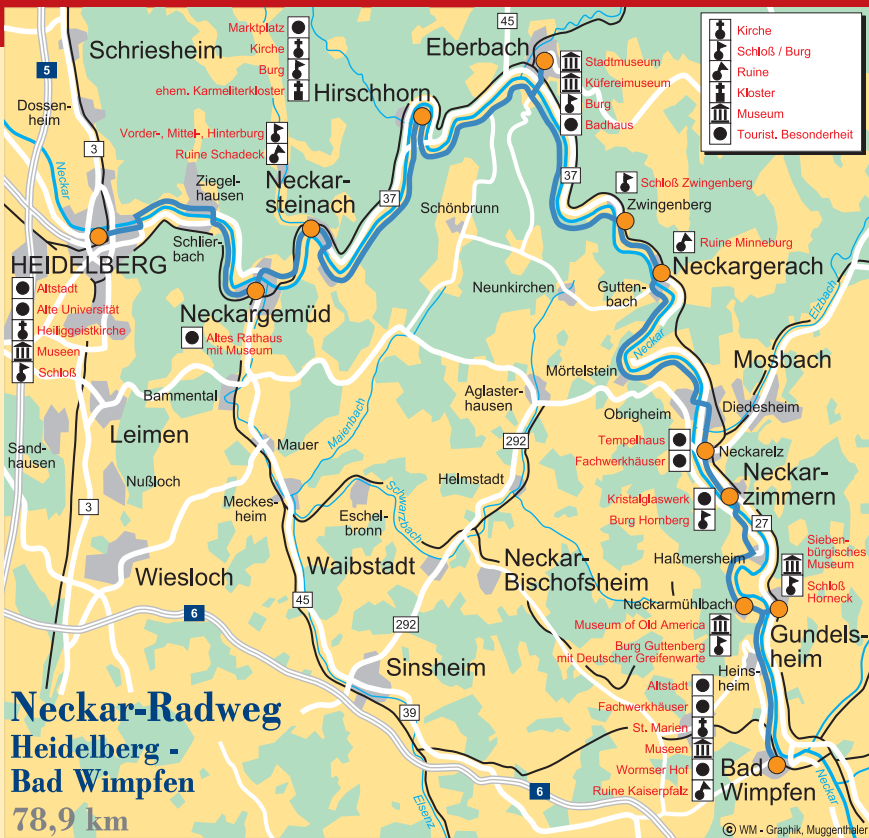 Schriesheim
Marktplatz
Kirche
Burg
ehem. Karmeliterkloster
Hirschhorn
45
Eberbach
Stadtmuseum
Küfereimuseum
Burg
Badhaus
Kirche
Schloß / Burg
Ruine
Kloster
Museum
Tourist. Besonderheit
5
Dossen-
heim
3
Neckar
Vorder-, Mittel-, Hinterburg
Ruine Schadeck
Ziegel-
hausen
Neckar-
steinach
37
Schönbrunn
37
Schloß Zwingenberg
Zwingenberg
Ruine Minneburg
Neckargerach
Schlier-
bach
HEIDELBERG
Altstadt
Alte Universität
Heiliggeistkirche
Museen
Schloß
Neckargemüd
Altes Rathaus
mit Museum
Neunkirchen
Gutten-
bach
Neckar
Elzbach
Mosbach
Mörtelstein
Diedesheim
Obrigheim
Bammental
Maienbach
Aglaster-
hausen
Leimen
Sand-
hausen
Nußloch
Mauer
292
Tempelhaus
Fachwerkhäuser
Neckarelz
Neckar-
zimmern
Kristalglaswerk
Burg Hornberg
3
Meckes-
heim
Schwarzbach
Helmstadt
Eschel-
bronn
27
Sieben-
bürgisches
Museum
Schloß
Horneck
Haßmersheim
Wiesloch
Waibstadt
Neckar-
Bischofsheim
Neckarmühlbach
Museum of Old America
Burg Guttenberg
mit Deutscher Greifenwarte
Gundels-
heim
6
45
292
Sinsheim
Heins-
heim
Altstadt
Fachwerkhäuser
St. Marien
Museen
Wormser Hof
Ruine Kaiserpfalz
Bad
Wimpfen
39
Elsenz
6
Neckar
Neckar-Radweg
Heidelberg -
Bad Wimpfen
78,9 km
© WM - Graphik, Muggenthaler